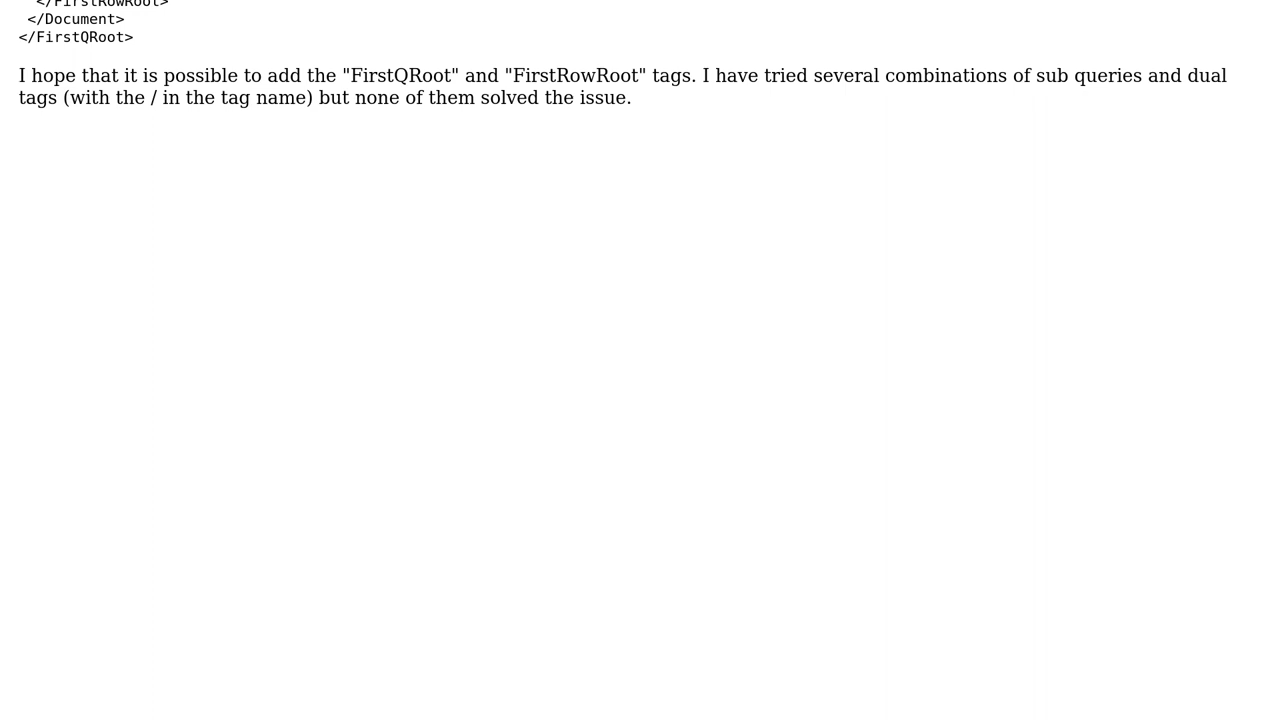 </FirstRowRoot>
</Document>
</FirstQRoot>
I hope that it is possible to add the "FirstQRoot" and "FirstRowRoot" tags. I have tried several combinations of sub queries and dual
tags (with the / in the tag name) but none of them solved the issue.